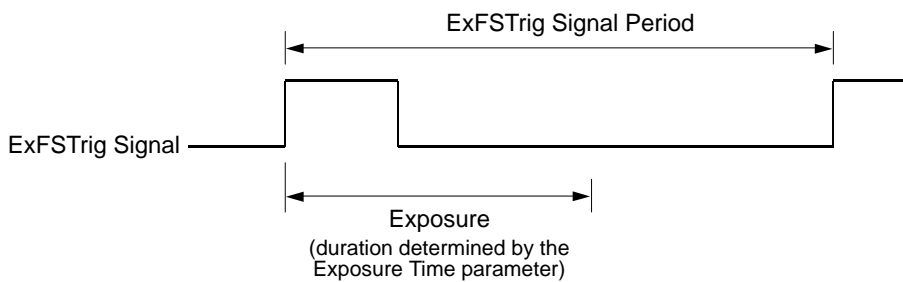 ExFSTrig Signal Period
ExFSTrig Signal
Exposure
(duration determined by the
Exposure Time parameter)